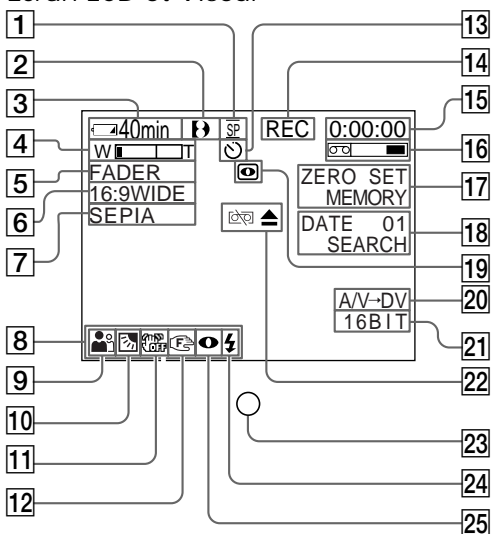 1
13
2
14
3
15
40min SP REC 0:00:00
4
W T
16
5
FADER
ZERO SET
MEMORY
17
6
16:9WIDE
7
SEPIA
DATE 01
SEARCH
18
19
A/V→DV
20
16BIT
21
8
OFF F
22
9
10
23
11
24
12
25